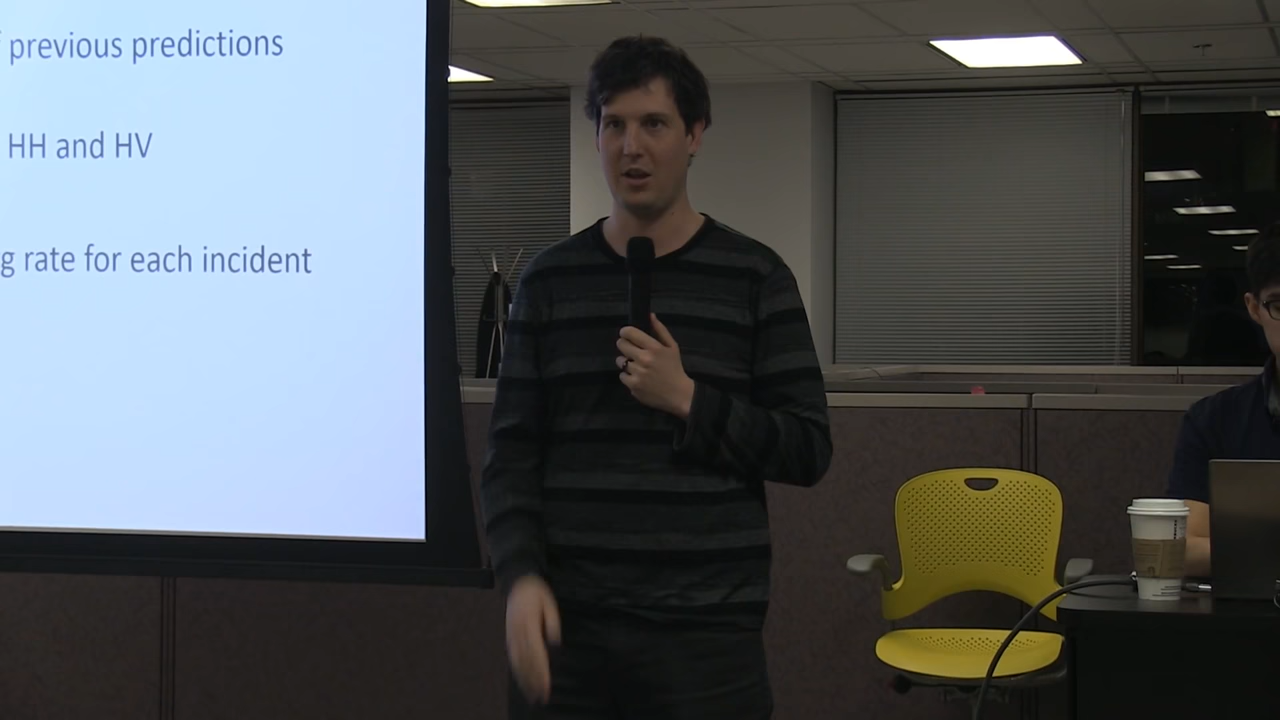 previous predictions
HH and HV
rate for each incident